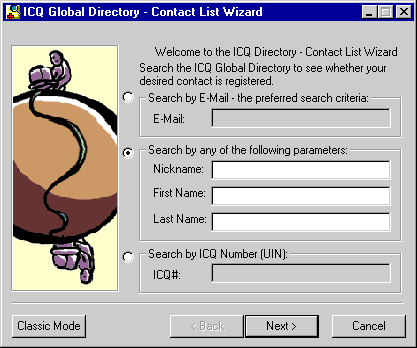 ICQ Global Directory - Contact List Wizard
Welcome to the ICQ Directory - Contact List Wizard
Search the ICQ Global Directory to see whether your
desired contact is registered.
Search by E-Mail - the preferred search criteria:
E-Mail:
Search by any of the following parameters:
Nickname:
First Name:
Last Name:
Search by ICQ Number (UIN):
ICQ#:
Classic Mode
< Back
Next >
Cancel